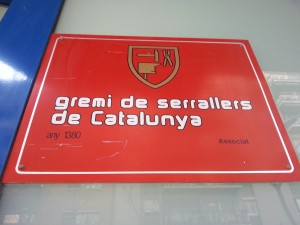 gremi de serrallers
de Catalunya
any 1380 Associat